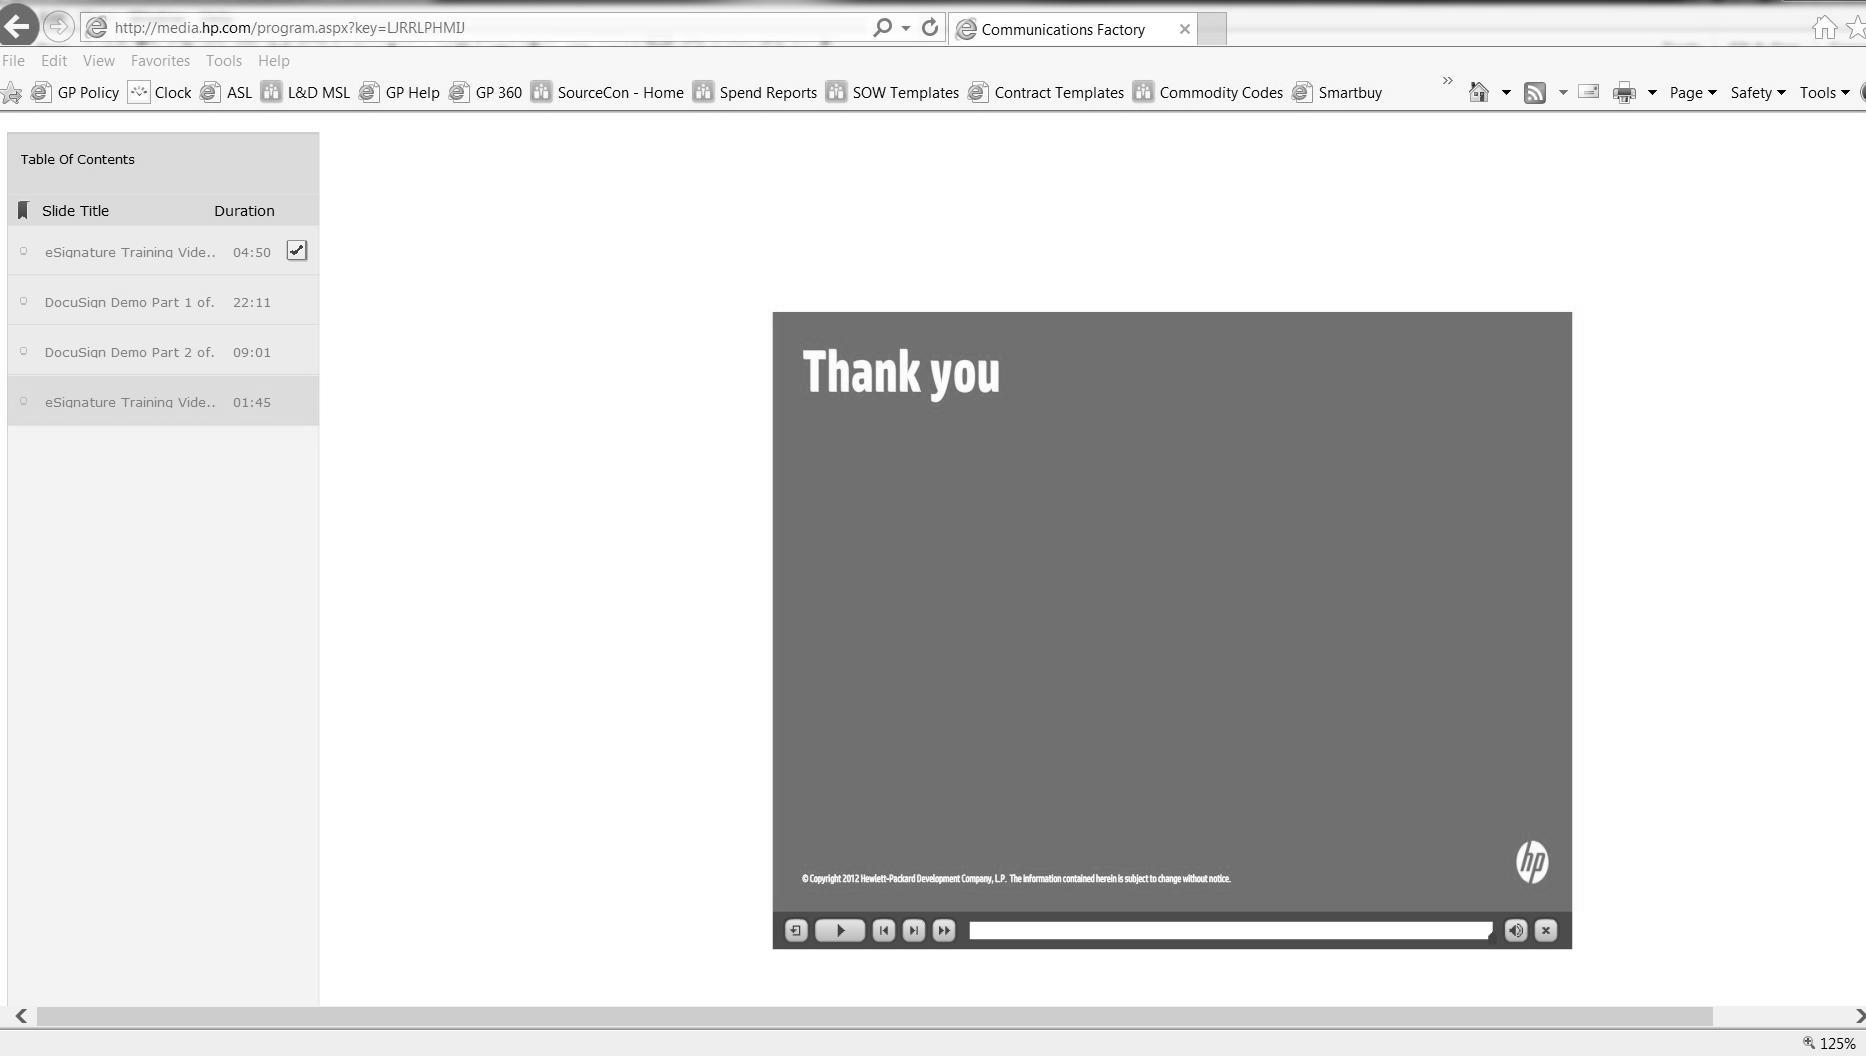 http://media.hp.com/program.aspx?key=LJRRLPHMIJ
Communications Factory
File Edit View Favorites Tools Help
GP Policy Clock ASL L&D MSL GP Help GP 360 SourceCon - Home Spend Reports SOW Templates Contract Templates Commodity Codes Smartbuy » Page Safety Tools
Table Of Contents
Slide Title Duration
eSignature Training Vide.. 04:50
DocuSign Demo Part 1 of. 22:11
DocuSign Demo Part 2 of. 09:01
eSignature Training Vide.. 01:45
Thank you
hp
© Copyright 2012 Hewlett-Packard Development Company, L.P. The information contained herein is subject to change without notice.
125%